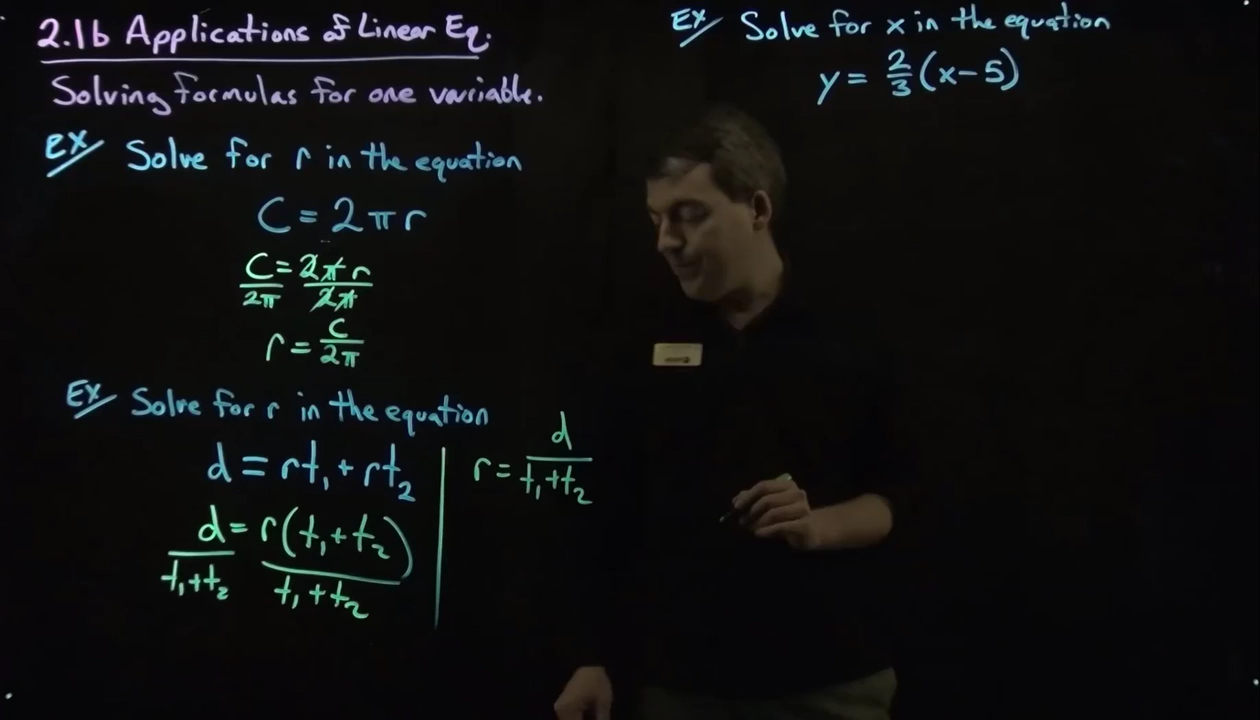 2.1b Applications of Linear Eq.
Solving formulas for one variable.
Ex/ Solve for r in the equation
C = 2πr
C/2π = 2πr/2π
r = C/2π
Ex/ Solve for r in the equation
d = rt₁ + rt₂
d/(t₁+t₂) = r(t₁+t₂)/(t₁+t₂)
r = d/(t₁+t₂)
Ex/ Solve for x in the equation
y = 2/3(x-5)